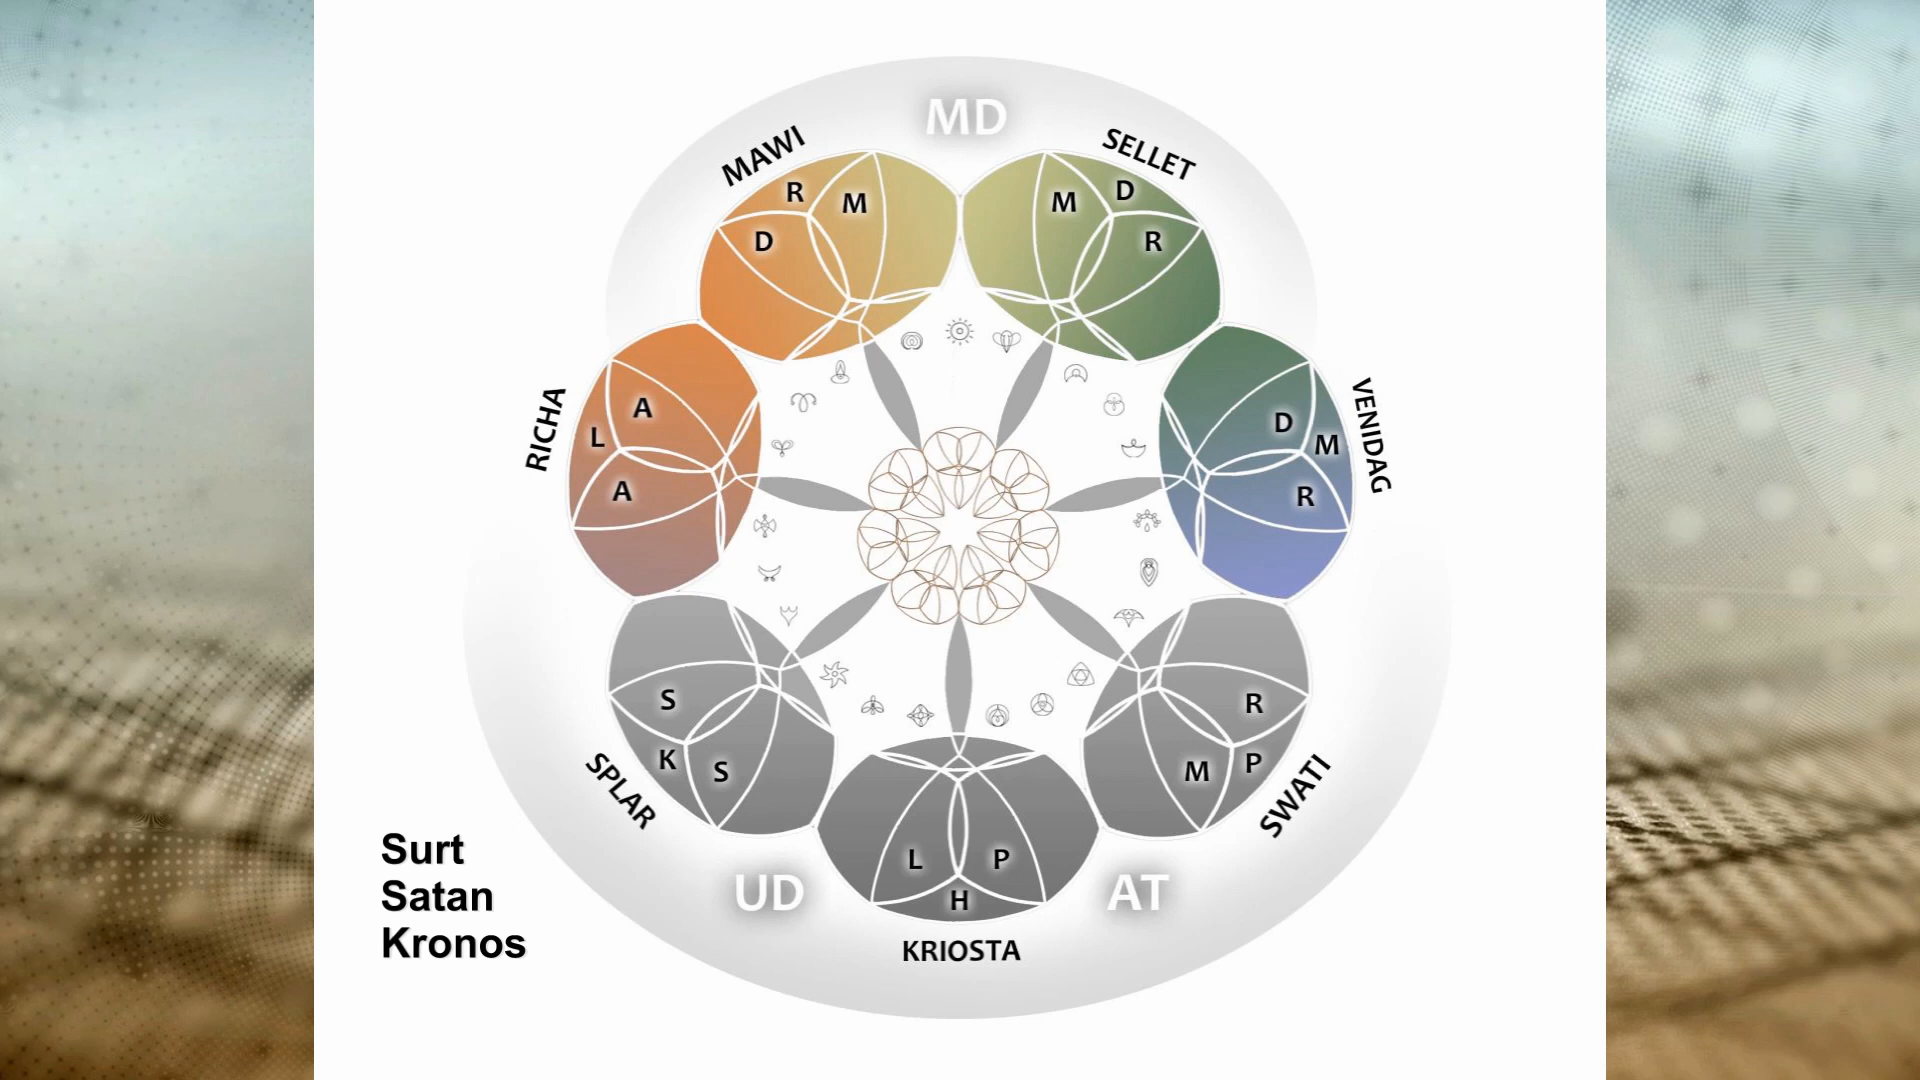 MD
MAWI
SELLET
R
M
M
D
D
R
RICHA
VENIDAG
A
L
A
D
M
R
S
K
S
R
M
P
SPLAR
SWATI
L
P
H
UD
AT
KRIOSTA
Surt
Satan
Kronos